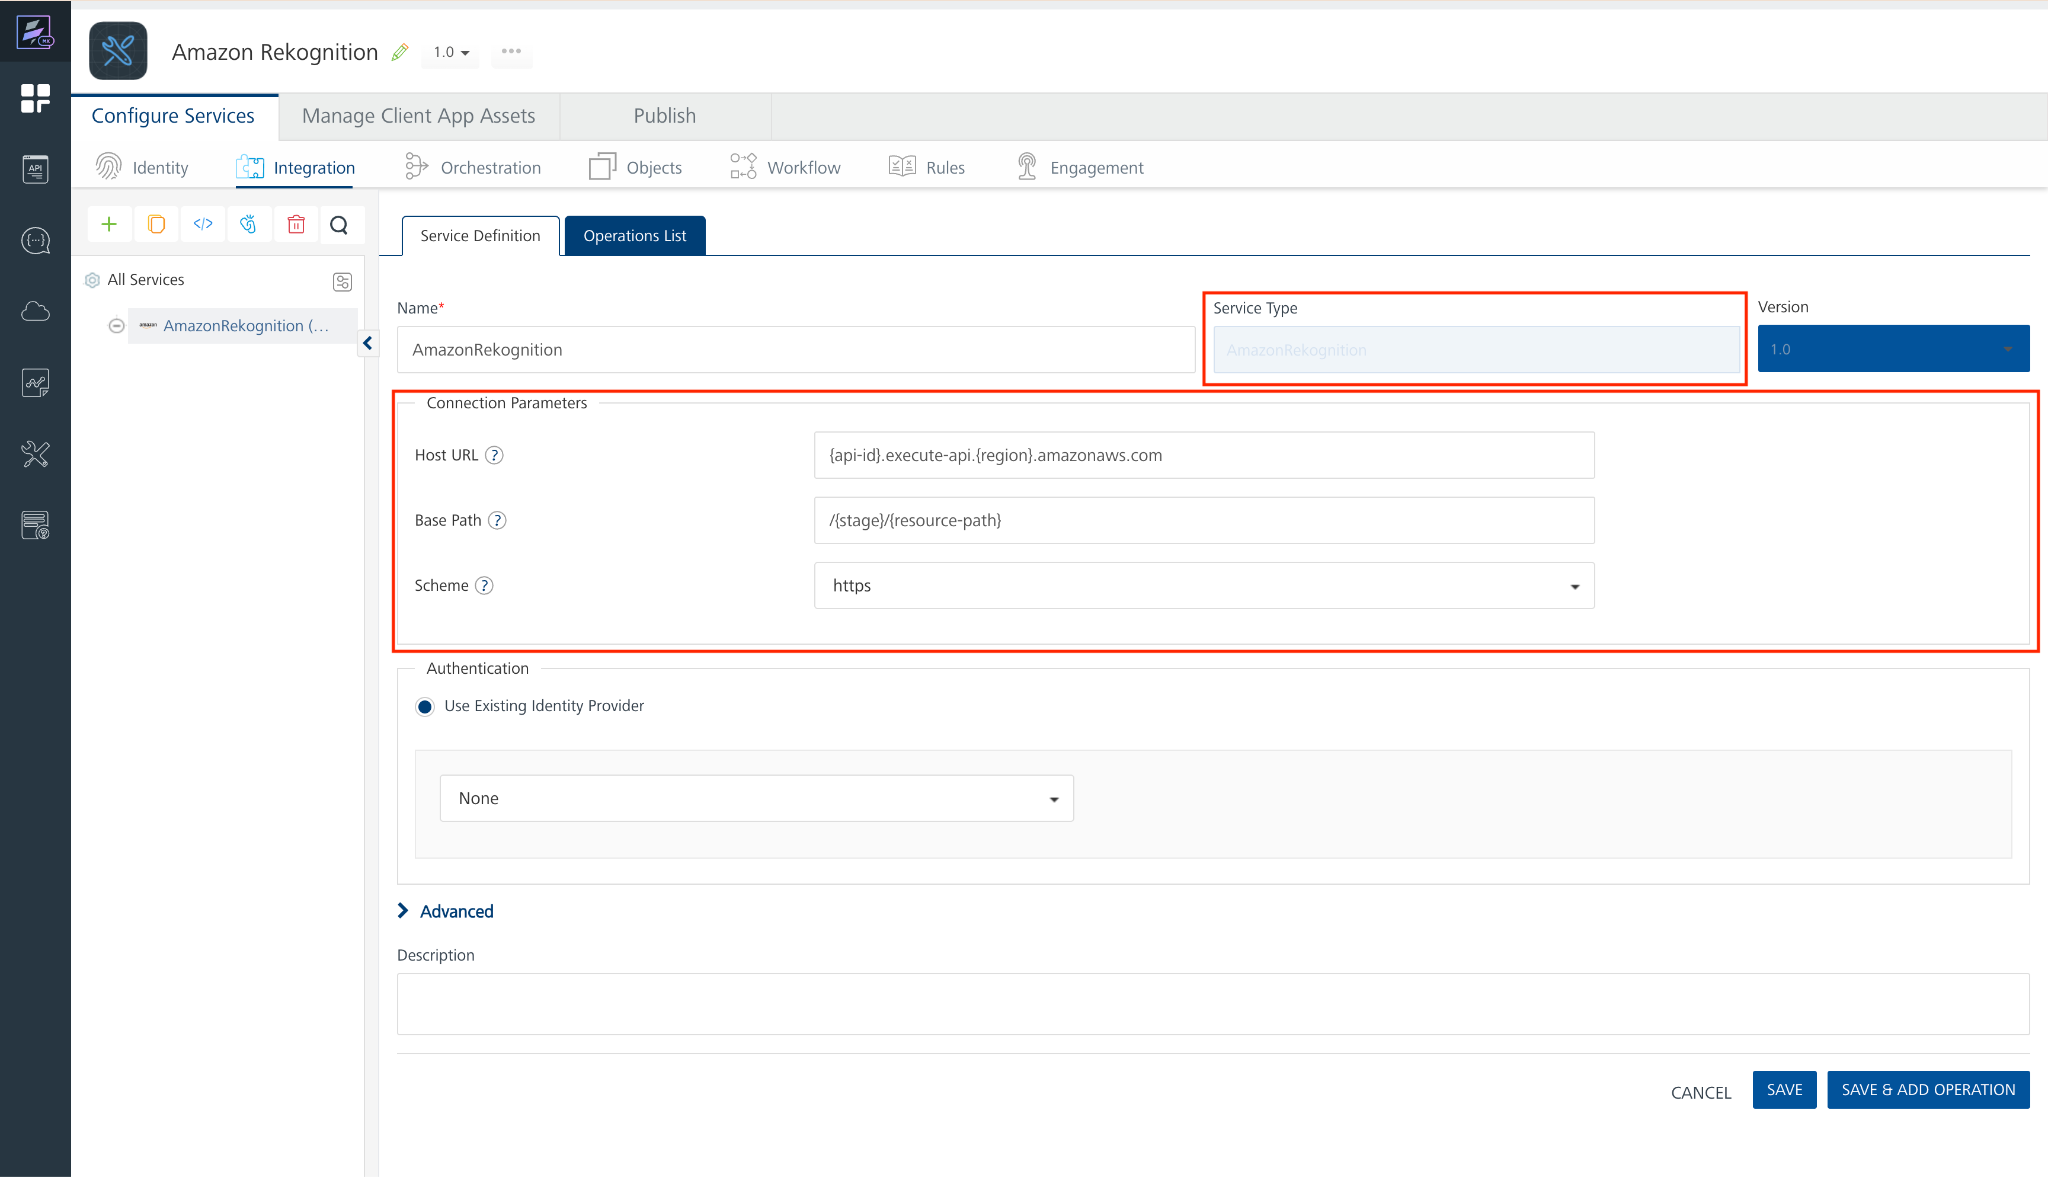 Amazon Rekognition
1.0
Configure Services
Manage Client App Assets
Publish
Identity
Integration
Orchestration
Objects
Workflow
Rules
Engagement
Service Definition
Operations List
All Services
AmazonRekognition (...
Name*
AmazonRekognition
Service Type
AmazonRekognition
Version
1.0
Connection Parameters
Host URL ?
{api-id}.execute-api.{region}.amazonaws.com
Base Path ?
/{stage}/{resource-path}
Scheme ?
https
Authentication
Use Existing Identity Provider
None
Advanced
Description
CANCEL
SAVE
SAVE & ADD OPERATION
API